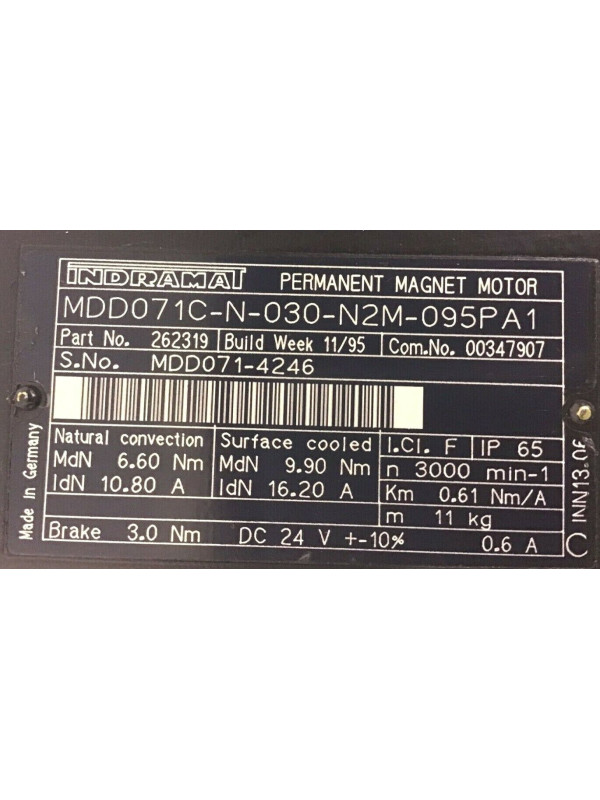 INDRAMAT PERMANENT MAGNET MOTOR
MDD071C-N-030-N2M-095PA1
Part No. 262319 Build Week 11/95 Com.No. 00347907
S.No. MDD071-4246
Natural convection Surface cooled I.Cl. F IP 65
MdN 6.60 Nm MdN 9.90 Nm n 3000 min-1
IdN 10.80 A IdN 16.20 A Km 0.61 Nm/A
m 11 kg
Brake 3.0 Nm DC 24 V +-10% 0.6 A
Made in Germany